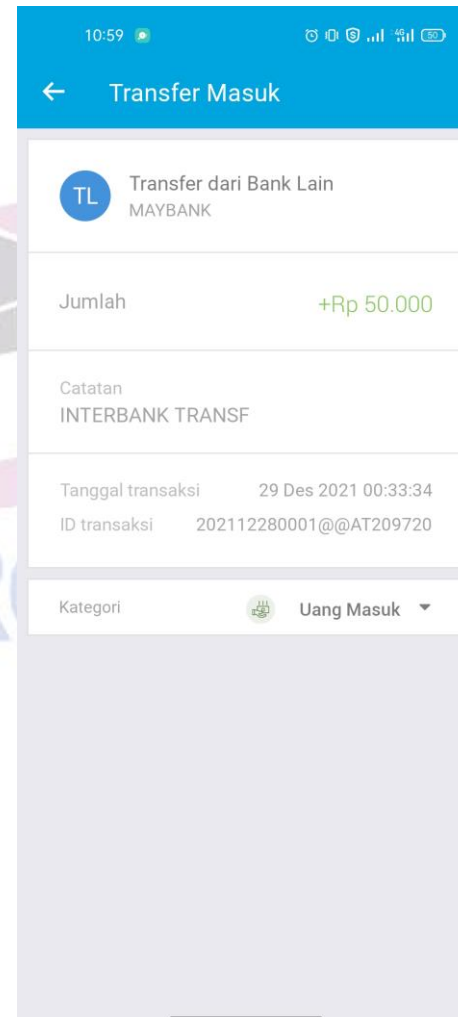 10:59
Transfer Masuk
TL
Transfer dari Bank Lain
MAYBANK
Jumlah +Rp 50.000
Catatan
INTERBANK TRANSF
Tanggal transaksi 29 Des 2021 00:33:34
ID transaksi 202112280001@@AT209720
Kategori Uang Masuk